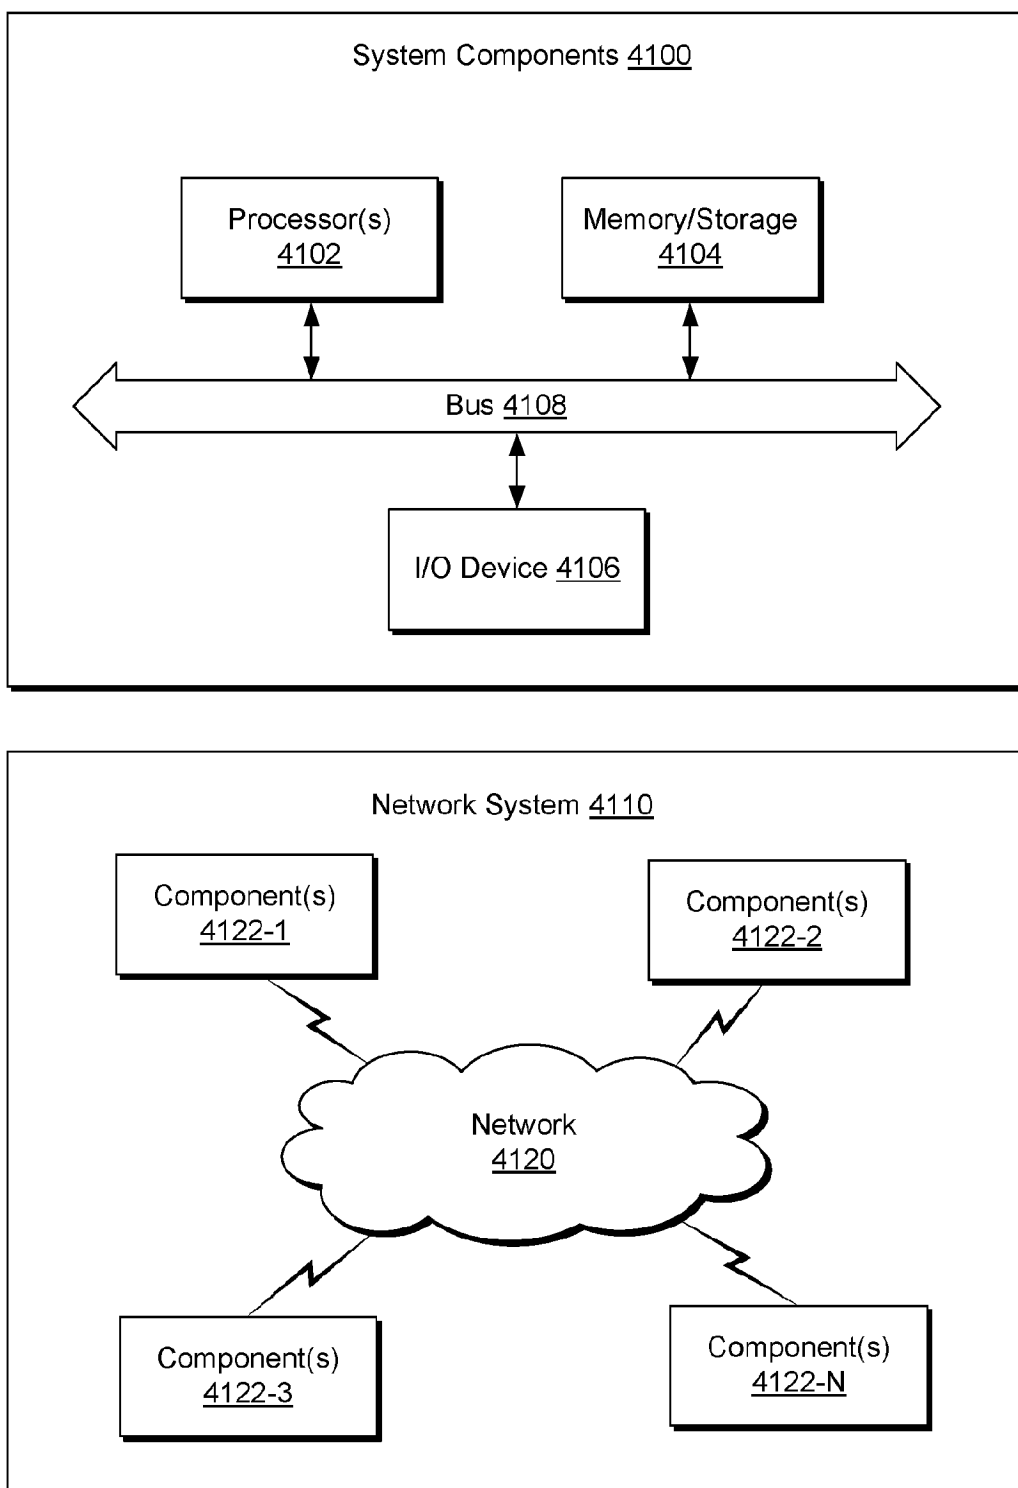 System Components 4100
Processor(s)
4102
Memory/Storage
4104
Bus 4108
I/O Device 4106
Network System 4110
Component(s)
4122-1
Component(s)
4122-2
Network
4120
Component(s)
4122-3
Component(s)
4122-N